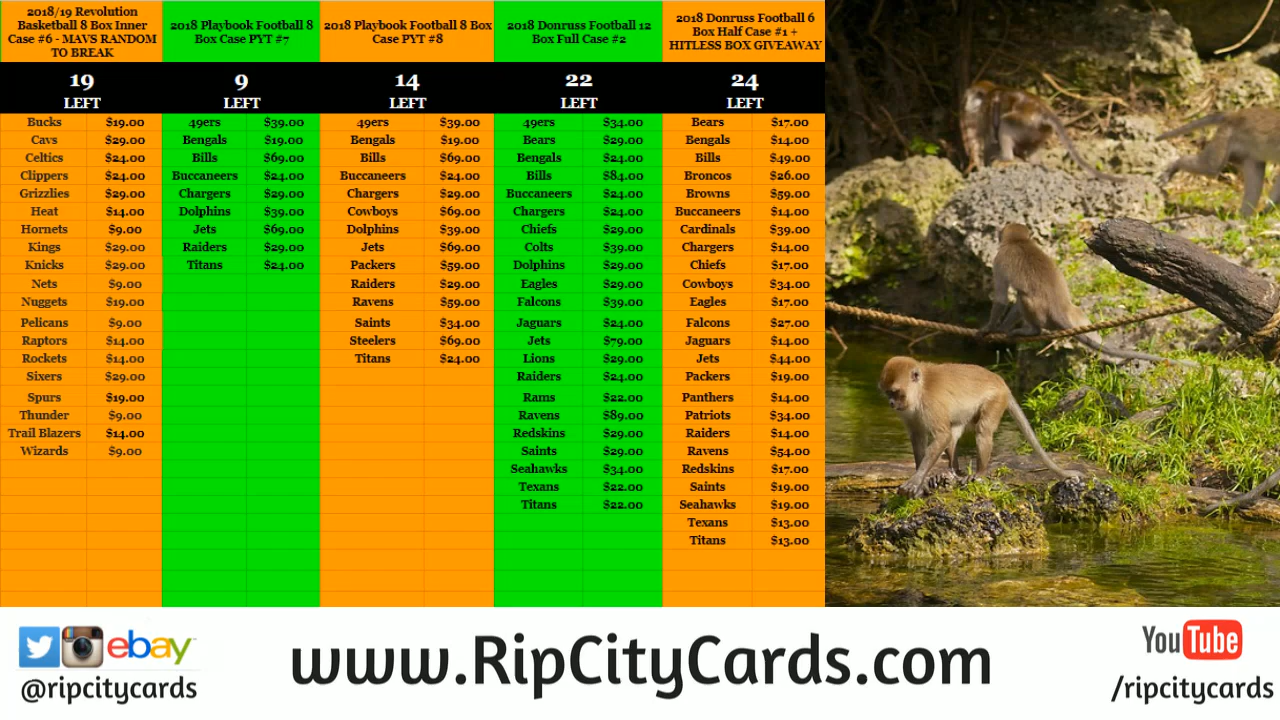 2018/19 Revolution
Basketball 8 Box Inner
Case #6 - MAVS RANDOM
TO BREAK
19
LEFT
Bucks $19.00
Cavs $29.00
Celtics $24.00
Clippers $24.00
Grizzlies $29.00
Heat $14.00
Hornets $9.00
Kings $29.00
Knicks $29.00
Nets $9.00
Nuggets $19.00
Pelicans $9.00
Raptors $14.00
Rockets $14.00
Sixers $29.00
Spurs $19.00
Thunder $9.00
Trail Blazers $14.00
Wizards $9.00
2018 Playbook Football 8
Box Case PYT #7
9
LEFT
49ers $39.00
Bengals $19.00
Bills $69.00
Buccaneers $24.00
Chargers $29.00
Dolphins $39.00
Jets $69.00
Raiders $29.00
Titans $24.00
2018 Playbook Football 8 Box
Case PYT #8
14
LEFT
49ers $39.00
Bengals $19.00
Bills $69.00
Buccaneers $24.00
Chargers $29.00
Cowboys $69.00
Dolphins $39.00
Jets $69.00
Packers $59.00
Raiders $29.00
Ravens $59.00
Saints $34.00
Steelers $69.00
Titans $24.00
2018 Donruss Football 12
Box Full Case #2
22
LEFT
49ers $34.00
Bears $29.00
Bengals $24.00
Bills $84.00
Buccaneers $24.00
Chargers $24.00
Chiefs $29.00
Colts $39.00
Dolphins $29.00
Eagles $29.00
Falcons $39.00
Jaguars $24.00
Jets $79.00
Lions $29.00
Raiders $24.00
Rams $22.00
Ravens $89.00
Redskins $29.00
Saints $29.00
Seahawks $34.00
Texans $22.00
Titans $22.00
2018 Donruss Football 6
Box Half Case #1 +
HITLESS BOX GIVEAWAY
24
LEFT
Bears $17.00
Bengals $14.00
Bills $49.00
Broncos $26.00
Browns $59.00
Buccaneers $14.00
Cardinals $39.00
Chargers $14.00
Chiefs $17.00
Cowboys $34.00
Eagles $17.00
Falcons $27.00
Jaguars $14.00
Jets $44.00
Packers $19.00
Panthers $14.00
Patriots $34.00
Raiders $14.00
Ravens $54.00
Redskins $17.00
Saints $19.00
Seahawks $19.00
Texans $13.00
Titans $13.00
ebay
@ripcitycards
www.RipCityCards.com
YouTube
/ripcitycards